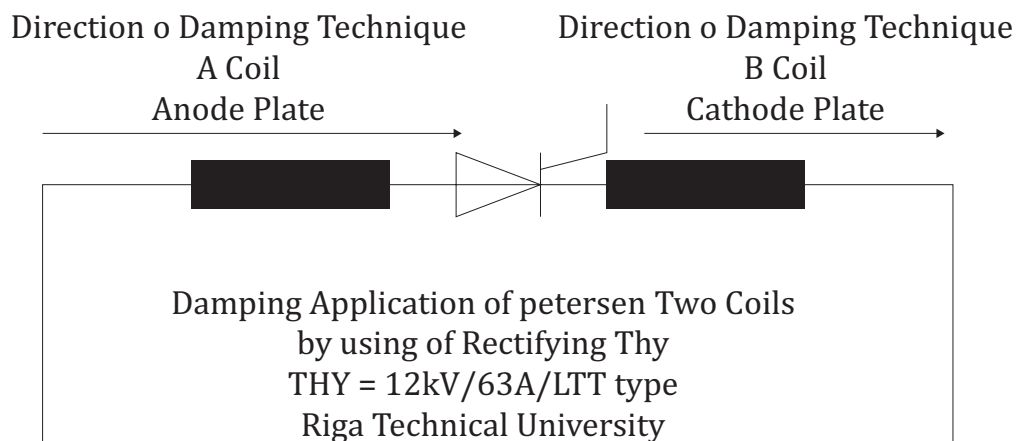 Direction o Damping Technique
A Coil
Anode Plate
Direction o Damping Technique
B Coil
Cathode Plate
Damping Application of petersen Two Coils
by using of Rectifying Thy
THY = 12kV/63A/LTT type
Riga Technical University